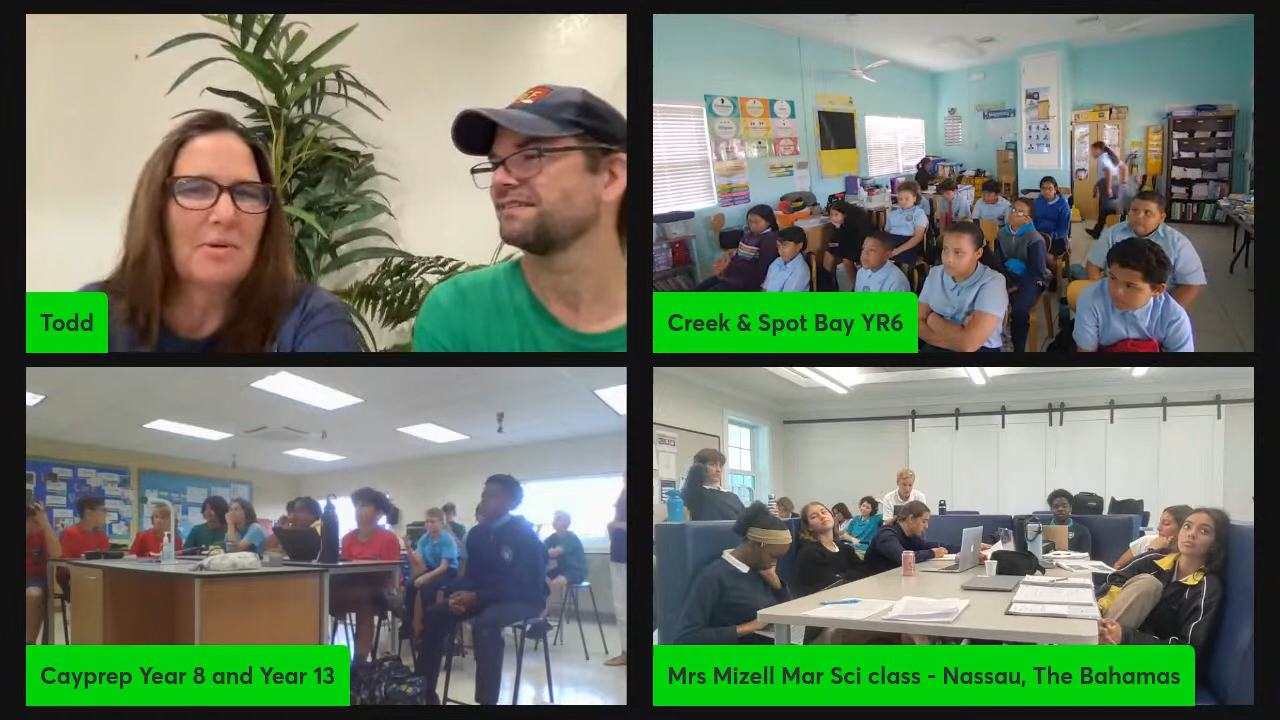 Todd
Creek & Spot Bay YR6
Cayprep Year 8 and Year 13
Mrs Mizell Mar Sci class - Nassau, The Bahamas